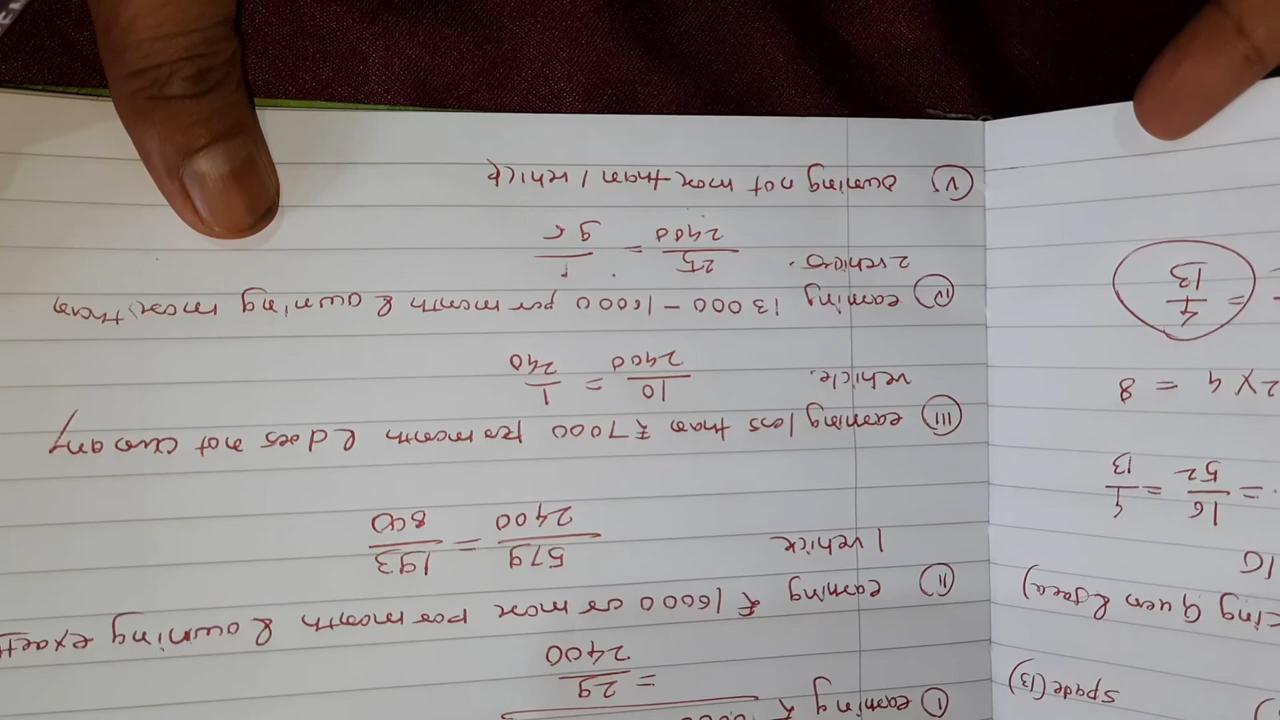 (i) earning ₹
= 29/2400
(ii) earning ₹16000 or more per month & owning exact
1 vehicle
579/2400 = 193/800
(iii) earning less than ₹7000 per month & does not own any
vehicle. 10/2400 = 1/240
(iv) earning 13000 - 16000 per month & owning more than
2 vehicles. 25/2400 = 1/96
(v) owning not more than 1 vehicle
Spade (13)
King Queen &
16
= 16/52 = 4/13
2 X 4 = 8
= 4/13